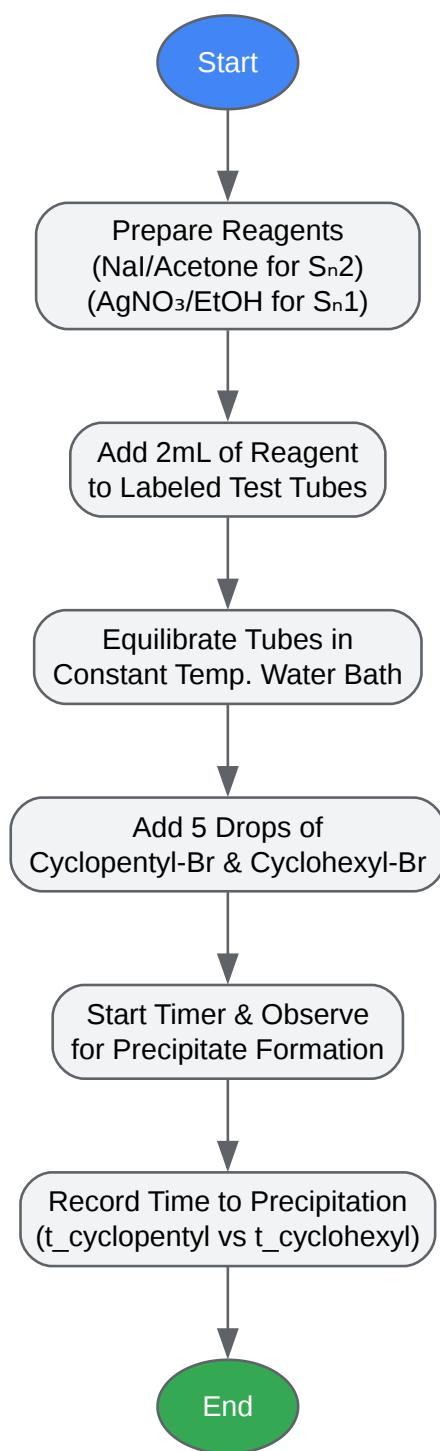 Start
Prepare Reagents
(NaI/Acetone for Sₙ2)
(AgNO₃/EtOH for Sₙ1)
Add 2mL of Reagent
to Labeled Test Tubes
Equilibrate Tubes in
Constant Temp. Water Bath
Add 5 Drops of
Cyclopentyl-Br & Cyclohexyl-Br
Start Timer & Observe
for Precipitate Formation
Record Time to Precipitation
(t_cyclopentyl vs t_cyclohexyl)
End